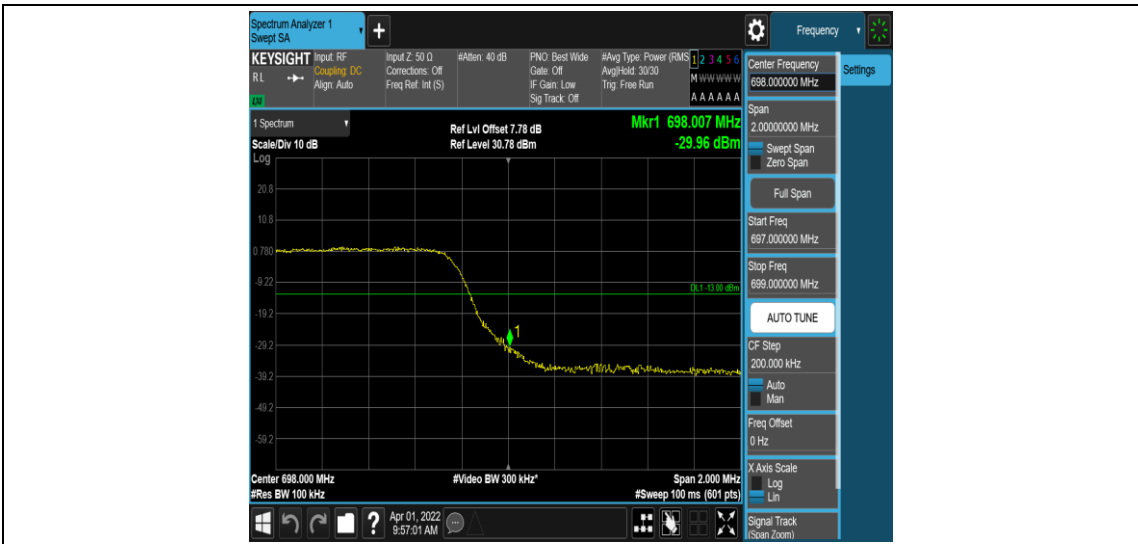 Spectrum Analyzer 1
Swept SA
+
Frequency
KEYSIGHT
RL
LXI
Input: RF
Coupling: DC
Align: Auto
Input Z: 50 Ω
Corrections: Off
Freq Ref: Int (S)
#Atten: 40 dB
PNO: Best Wide
Gate: Off
IF Gain: Low
Sig Track: Off
#Avg Type: Power (RMS
Avg|Hold: 30/30
Trig: Free Run
1 2 3 4 5 6
M W W W W W
A A A A A A
1 Spectrum
Scale/Div 10 dB
Log
Ref Lvl Offset 7.78 dB
Ref Level 30.78 dBm
Mkr1 698.007 MHz
-29.96 dBm
20.8
10.8
0.780
-9.22
-19.2
-29.2
-39.2
-49.2
-59.2
DL1 -13.00 dBm
1
Center 698.000 MHz
#Res BW 100 kHz
#Video BW 300 kHz*
Span 2.000 MHz
#Sweep 100 ms (601 pts)
?
Apr 01, 2022
9:57:01 AM
Center Frequency
698.000000 MHz
Settings
Span
2.00000000 MHz
Swept Span
Zero Span
Full Span
Start Freq
697.000000 MHz
Stop Freq
699.000000 MHz
AUTO TUNE
CF Step
200.000 kHz
Auto
Man
Freq Offset
0 Hz
X Axis Scale
Log
Lin
Signal Track
(Span Zoom)